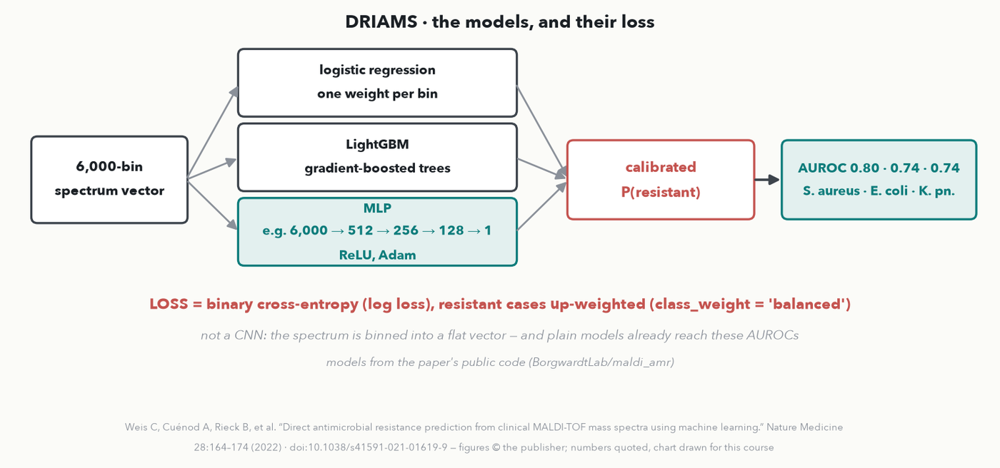 DRIAMS · the models, and their loss
logistic regression
one weight per bin
6,000-bin
spectrum vector
LightGBM
gradient-boosted trees
MLP
e.g. 6,000 → 512 → 256 → 128 → 1
ReLU, Adam
calibrated
P(resistant)
AUROC 0.80 · 0.74 · 0.74
S. aureus · E. coli · K. pn.
LOSS = binary cross-entropy (log loss), resistant cases up-weighted (class_weight = 'balanced')
not a CNN: the spectrum is binned into a flat vector — and plain models already reach these AUROCs
models from the paper's public code (BorgwardtLab/maldi_amr)
Weis C, Cuénod A, Rieck B, et al. “Direct antimicrobial resistance prediction from clinical MALDI-TOF mass spectra using machine learning.” Nature Medicine
28:164–174 (2022) · doi:10.1038/s41591-021-01619-9 — figures © the publisher; numbers quoted, chart drawn for this course